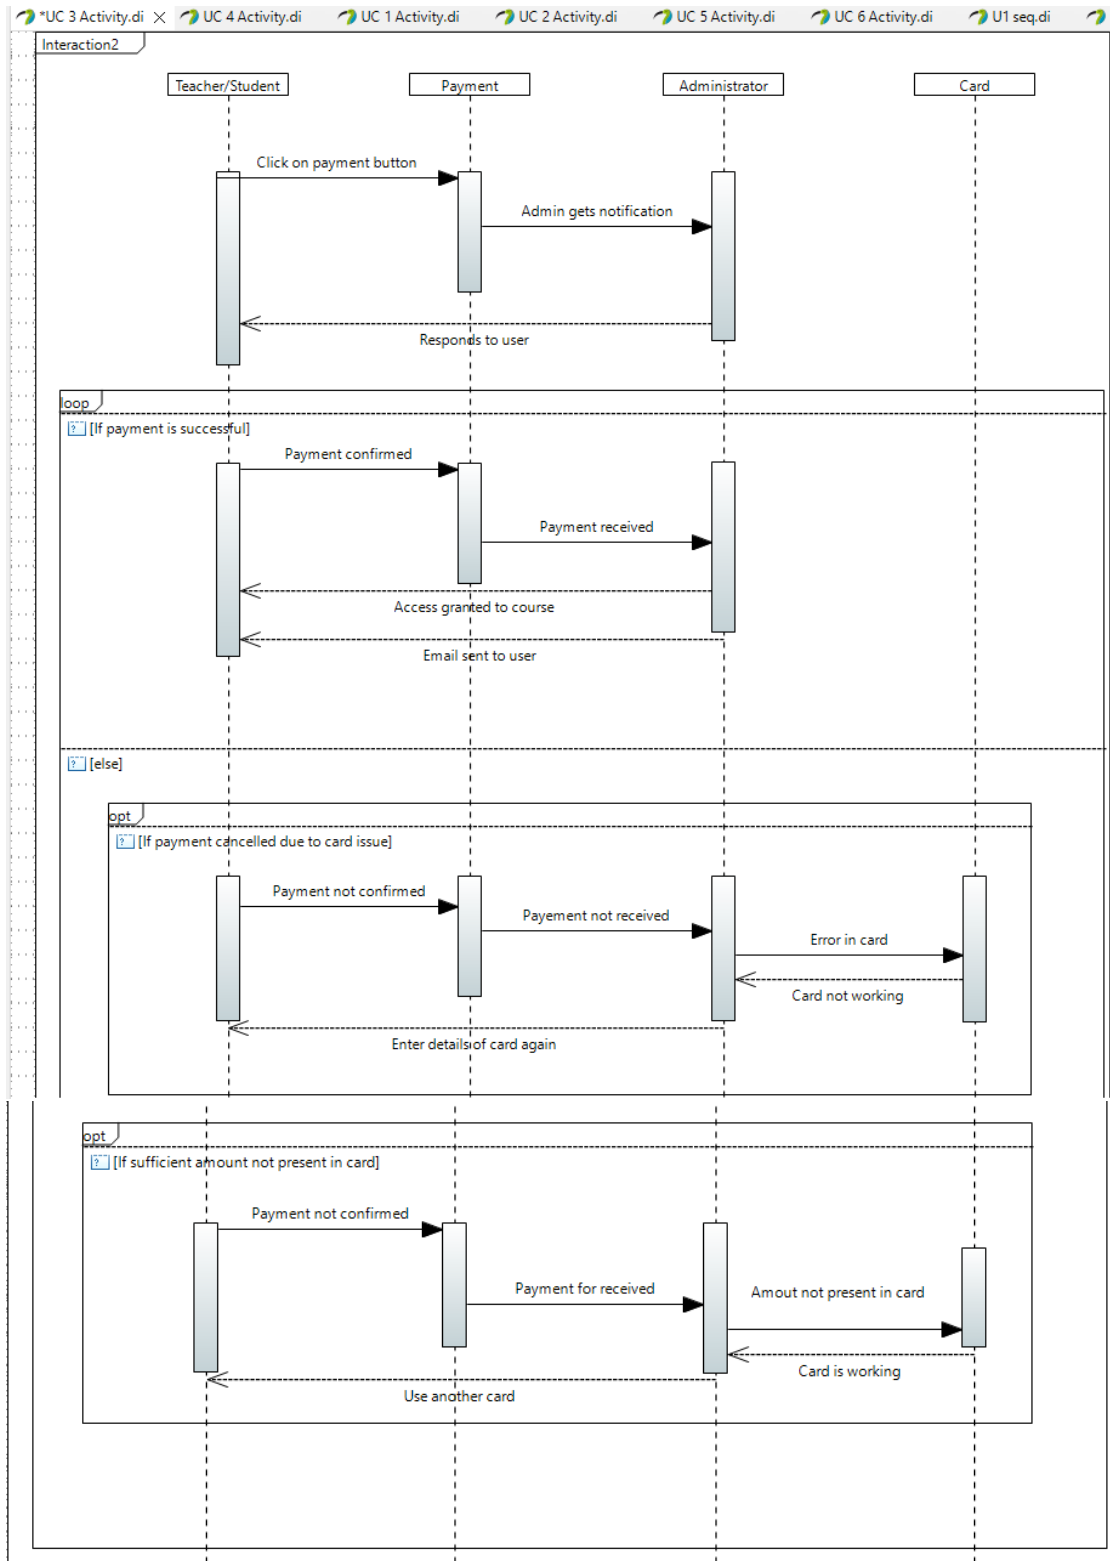 *UC 3 Activity.di
UC 4 Activity.di
UC 1 Activity.di
UC 2 Activity.di
UC 5 Activity.di
UC 6 Activity.di
U1 seq.di
Interaction2
Teacher/Student
Payment
Administrator
Card
Click on payment button
Admin gets notification
Responds to user
loop
[If payment is successful]
Payment confirmed
Payment received
Access granted to course
Email sent to user
[else]
opt
[If payment cancelled due to card issue]
Payment not confirmed
Payement not received
Error in card
Card not working
Enter details of card again
opt
[If sufficient amount not present in card]
Payment not confirmed
Payment for received
Amout not present in card
Card is working
Use another card